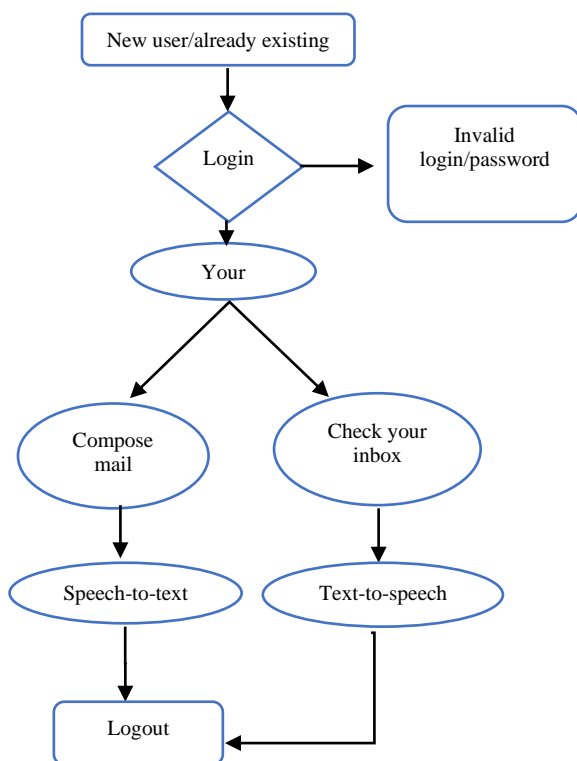 New user/already existing
Login
Invalid
login/password
Your
Compose
mail
Check your
inbox
Speech-to-text
Text-to-speech
Logout